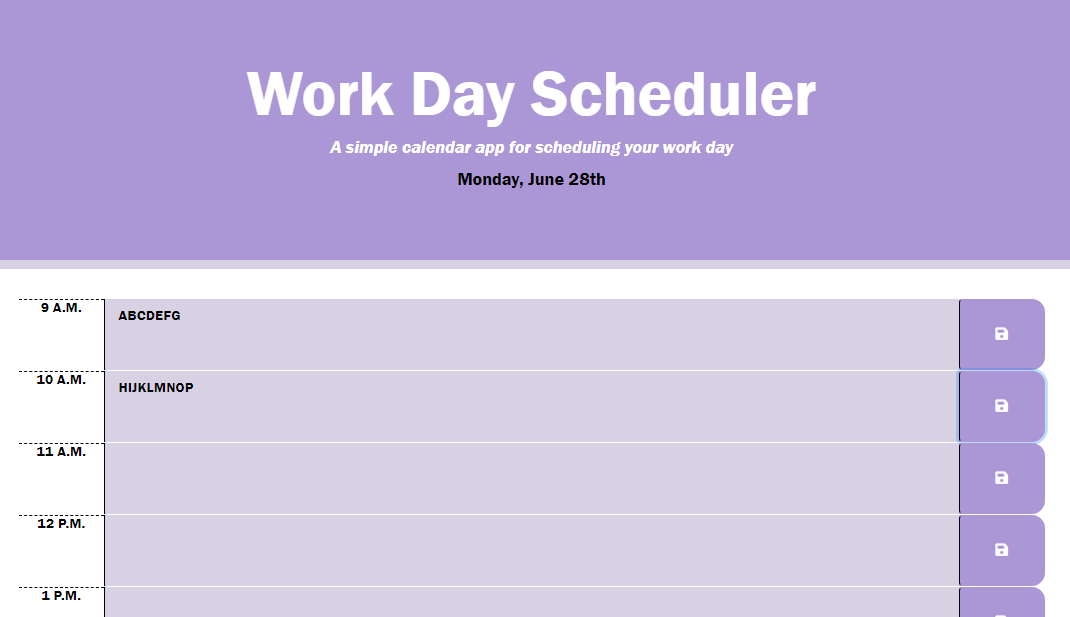 Work Day Scheduler
A simple calendar app for scheduling your work day
Monday, June 28th
9 A.M.
ABCDEFG
10 A.M.
HIJKLMNOP
11 A.M.
12 P.M.
1 P.M.